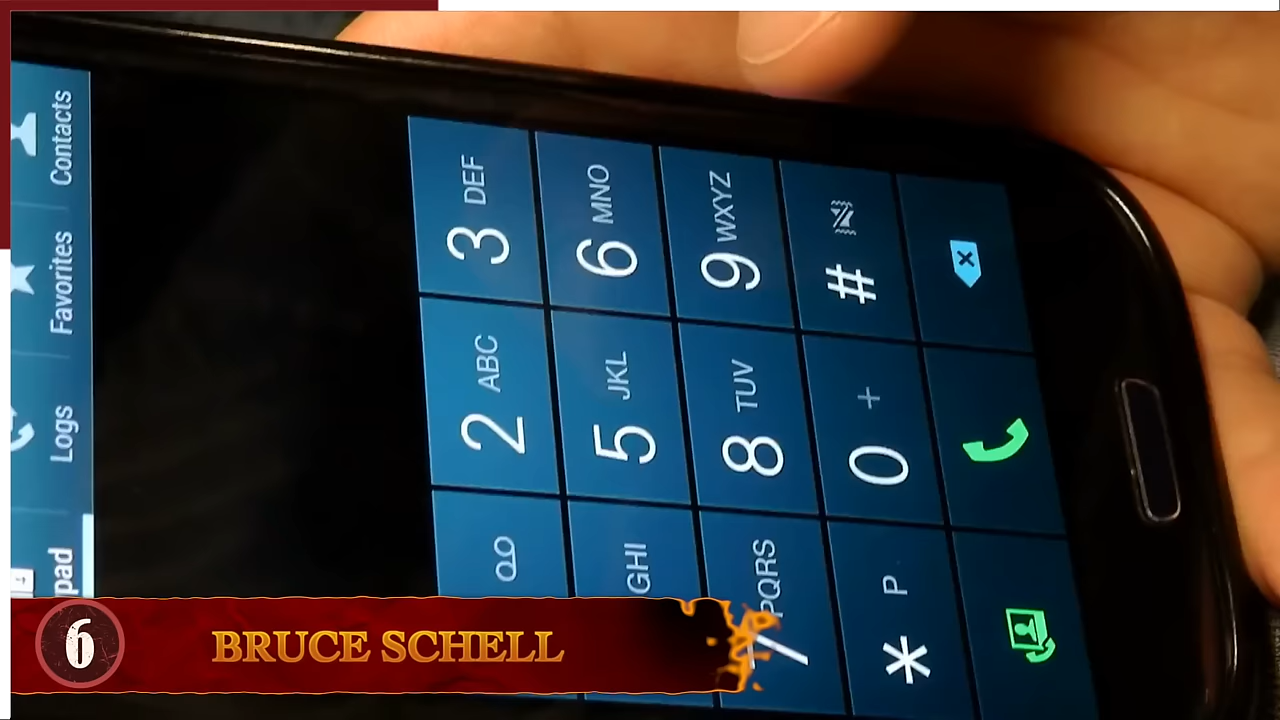 Contacts
Favorites
Logs
pad
3 DEF
6 MNO
9 WXYZ
#
2 ABC
5 JKL
8 TUV
0 +
GHI
PQRS
* P
6 BRUCE SCHELL